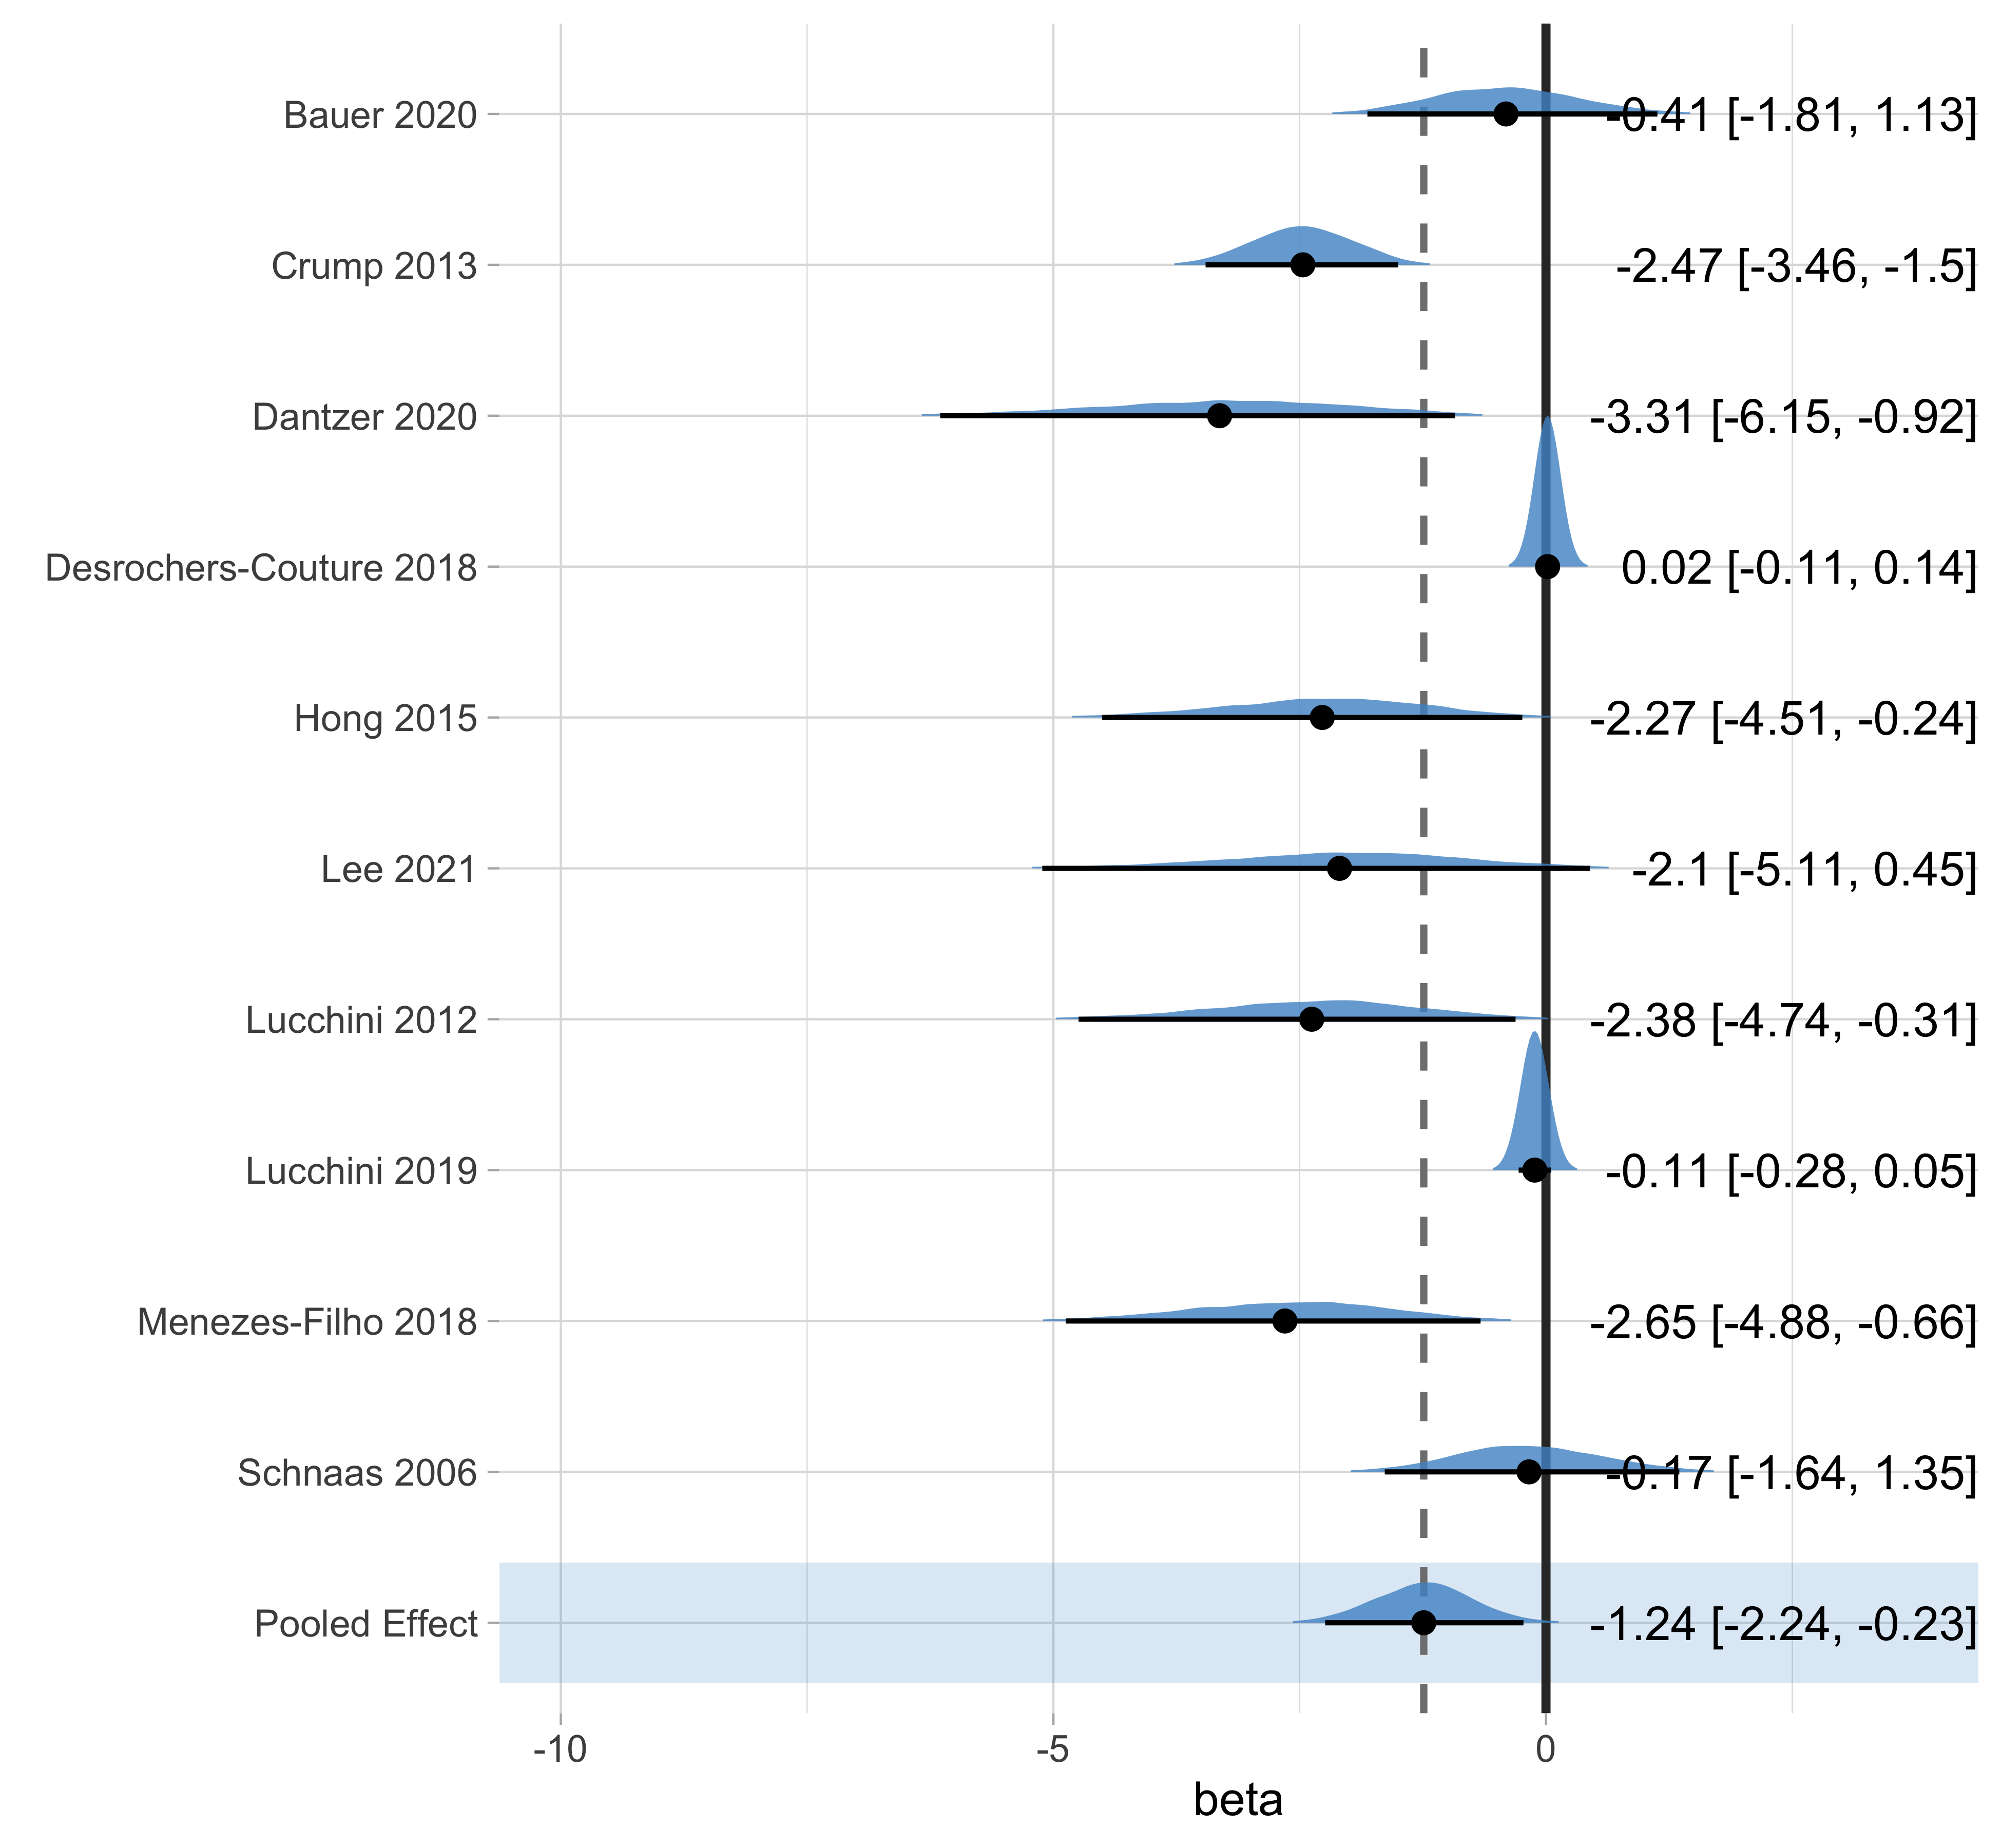 Bauer 2020 -0.41 [-1.81, 1.13]
Crump 2013 -2.47 [-3.46, -1.5]
Dantzer 2020 -3.31 [-6.15, -0.92]
Desrochers-Couture 2018 0.02 [-0.11, 0.14]
Hong 2015 -2.27 [-4.51, -0.24]
Lee 2021 -2.1 [-5.11, 0.45]
Lucchini 2012 -2.38 [-4.74, -0.31]
Lucchini 2019 -0.11 [-0.28, 0.05]
Menezes-Filho 2018 -2.65 [-4.88, -0.66]
Schnaas 2006 -0.17 [-1.64, 1.35]
Pooled Effect -1.24 [-2.24, -0.23]
-10 -5 0
beta